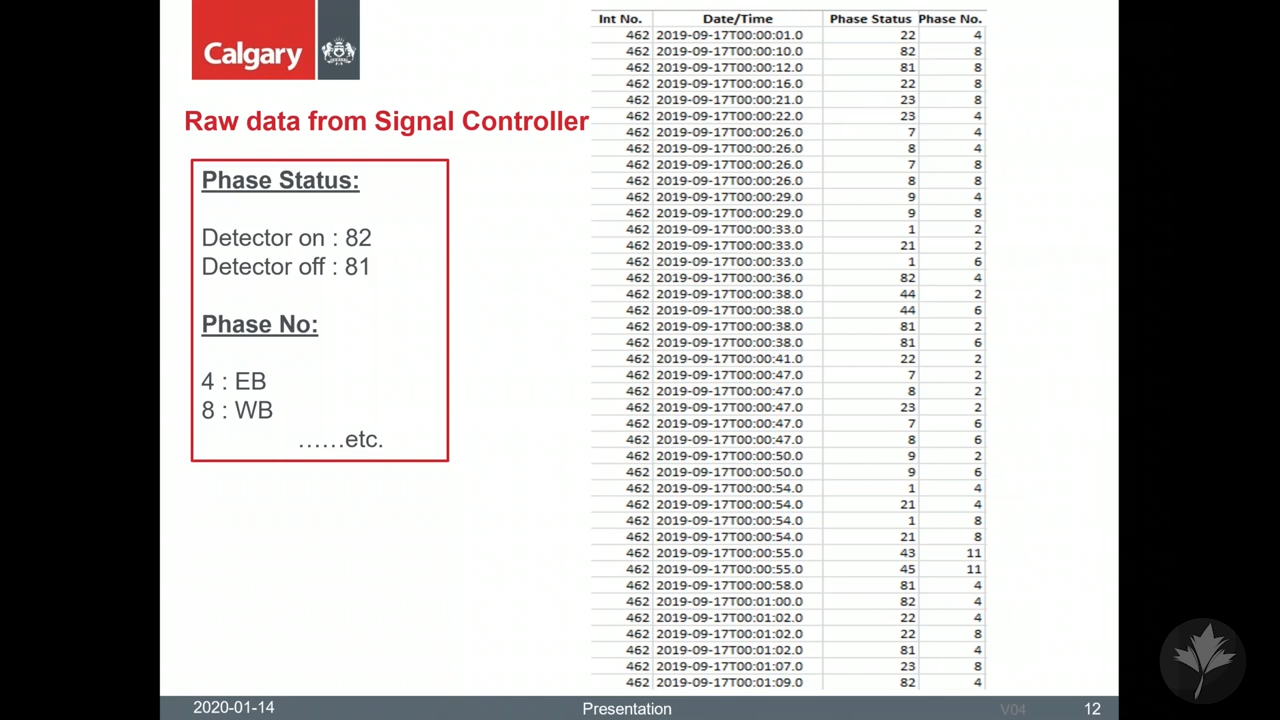 Calgary
Raw data from Signal Controller
Phase Status:
Detector on : 82
Detector off : 81
Phase No:
4 : EB
8 : WB
……etc.
Int No. Date/Time Phase Status Phase No.
462 2019-09-17T00:00:01.0 22 4
462 2019-09-17T00:00:10.0 82 8
462 2019-09-17T00:00:12.0 81 8
462 2019-09-17T00:00:16.0 22 8
462 2019-09-17T00:00:21.0 23 8
462 2019-09-17T00:00:22.0 23 4
462 2019-09-17T00:00:26.0 7 4
462 2019-09-17T00:00:26.0 8 4
462 2019-09-17T00:00:26.0 7 8
462 2019-09-17T00:00:26.0 8 8
462 2019-09-17T00:00:29.0 9 4
462 2019-09-17T00:00:29.0 9 8
462 2019-09-17T00:00:33.0 1 2
462 2019-09-17T00:00:33.0 21 2
462 2019-09-17T00:00:33.0 1 6
462 2019-09-17T00:00:36.0 82 4
462 2019-09-17T00:00:38.0 44 2
462 2019-09-17T00:00:38.0 44 6
462 2019-09-17T00:00:38.0 81 2
462 2019-09-17T00:00:38.0 81 6
462 2019-09-17T00:00:41.0 22 2
462 2019-09-17T00:00:47.0 7 2
462 2019-09-17T00:00:47.0 8 2
462 2019-09-17T00:00:47.0 23 2
462 2019-09-17T00:00:47.0 7 6
462 2019-09-17T00:00:47.0 8 6
462 2019-09-17T00:00:50.0 9 2
462 2019-09-17T00:00:50.0 9 6
462 2019-09-17T00:00:54.0 1 4
462 2019-09-17T00:00:54.0 21 4
462 2019-09-17T00:00:54.0 1 8
462 2019-09-17T00:00:54.0 21 8
462 2019-09-17T00:00:55.0 43 11
462 2019-09-17T00:00:55.0 45 11
462 2019-09-17T00:00:58.0 81 4
462 2019-09-17T00:01:00.0 82 4
462 2019-09-17T00:01:02.0 22 4
462 2019-09-17T00:01:02.0 22 8
462 2019-09-17T00:01:02.0 81 4
462 2019-09-17T00:01:07.0 23 8
462 2019-09-17T00:01:09.0 82 4
2020-01-14 Presentation V04 12